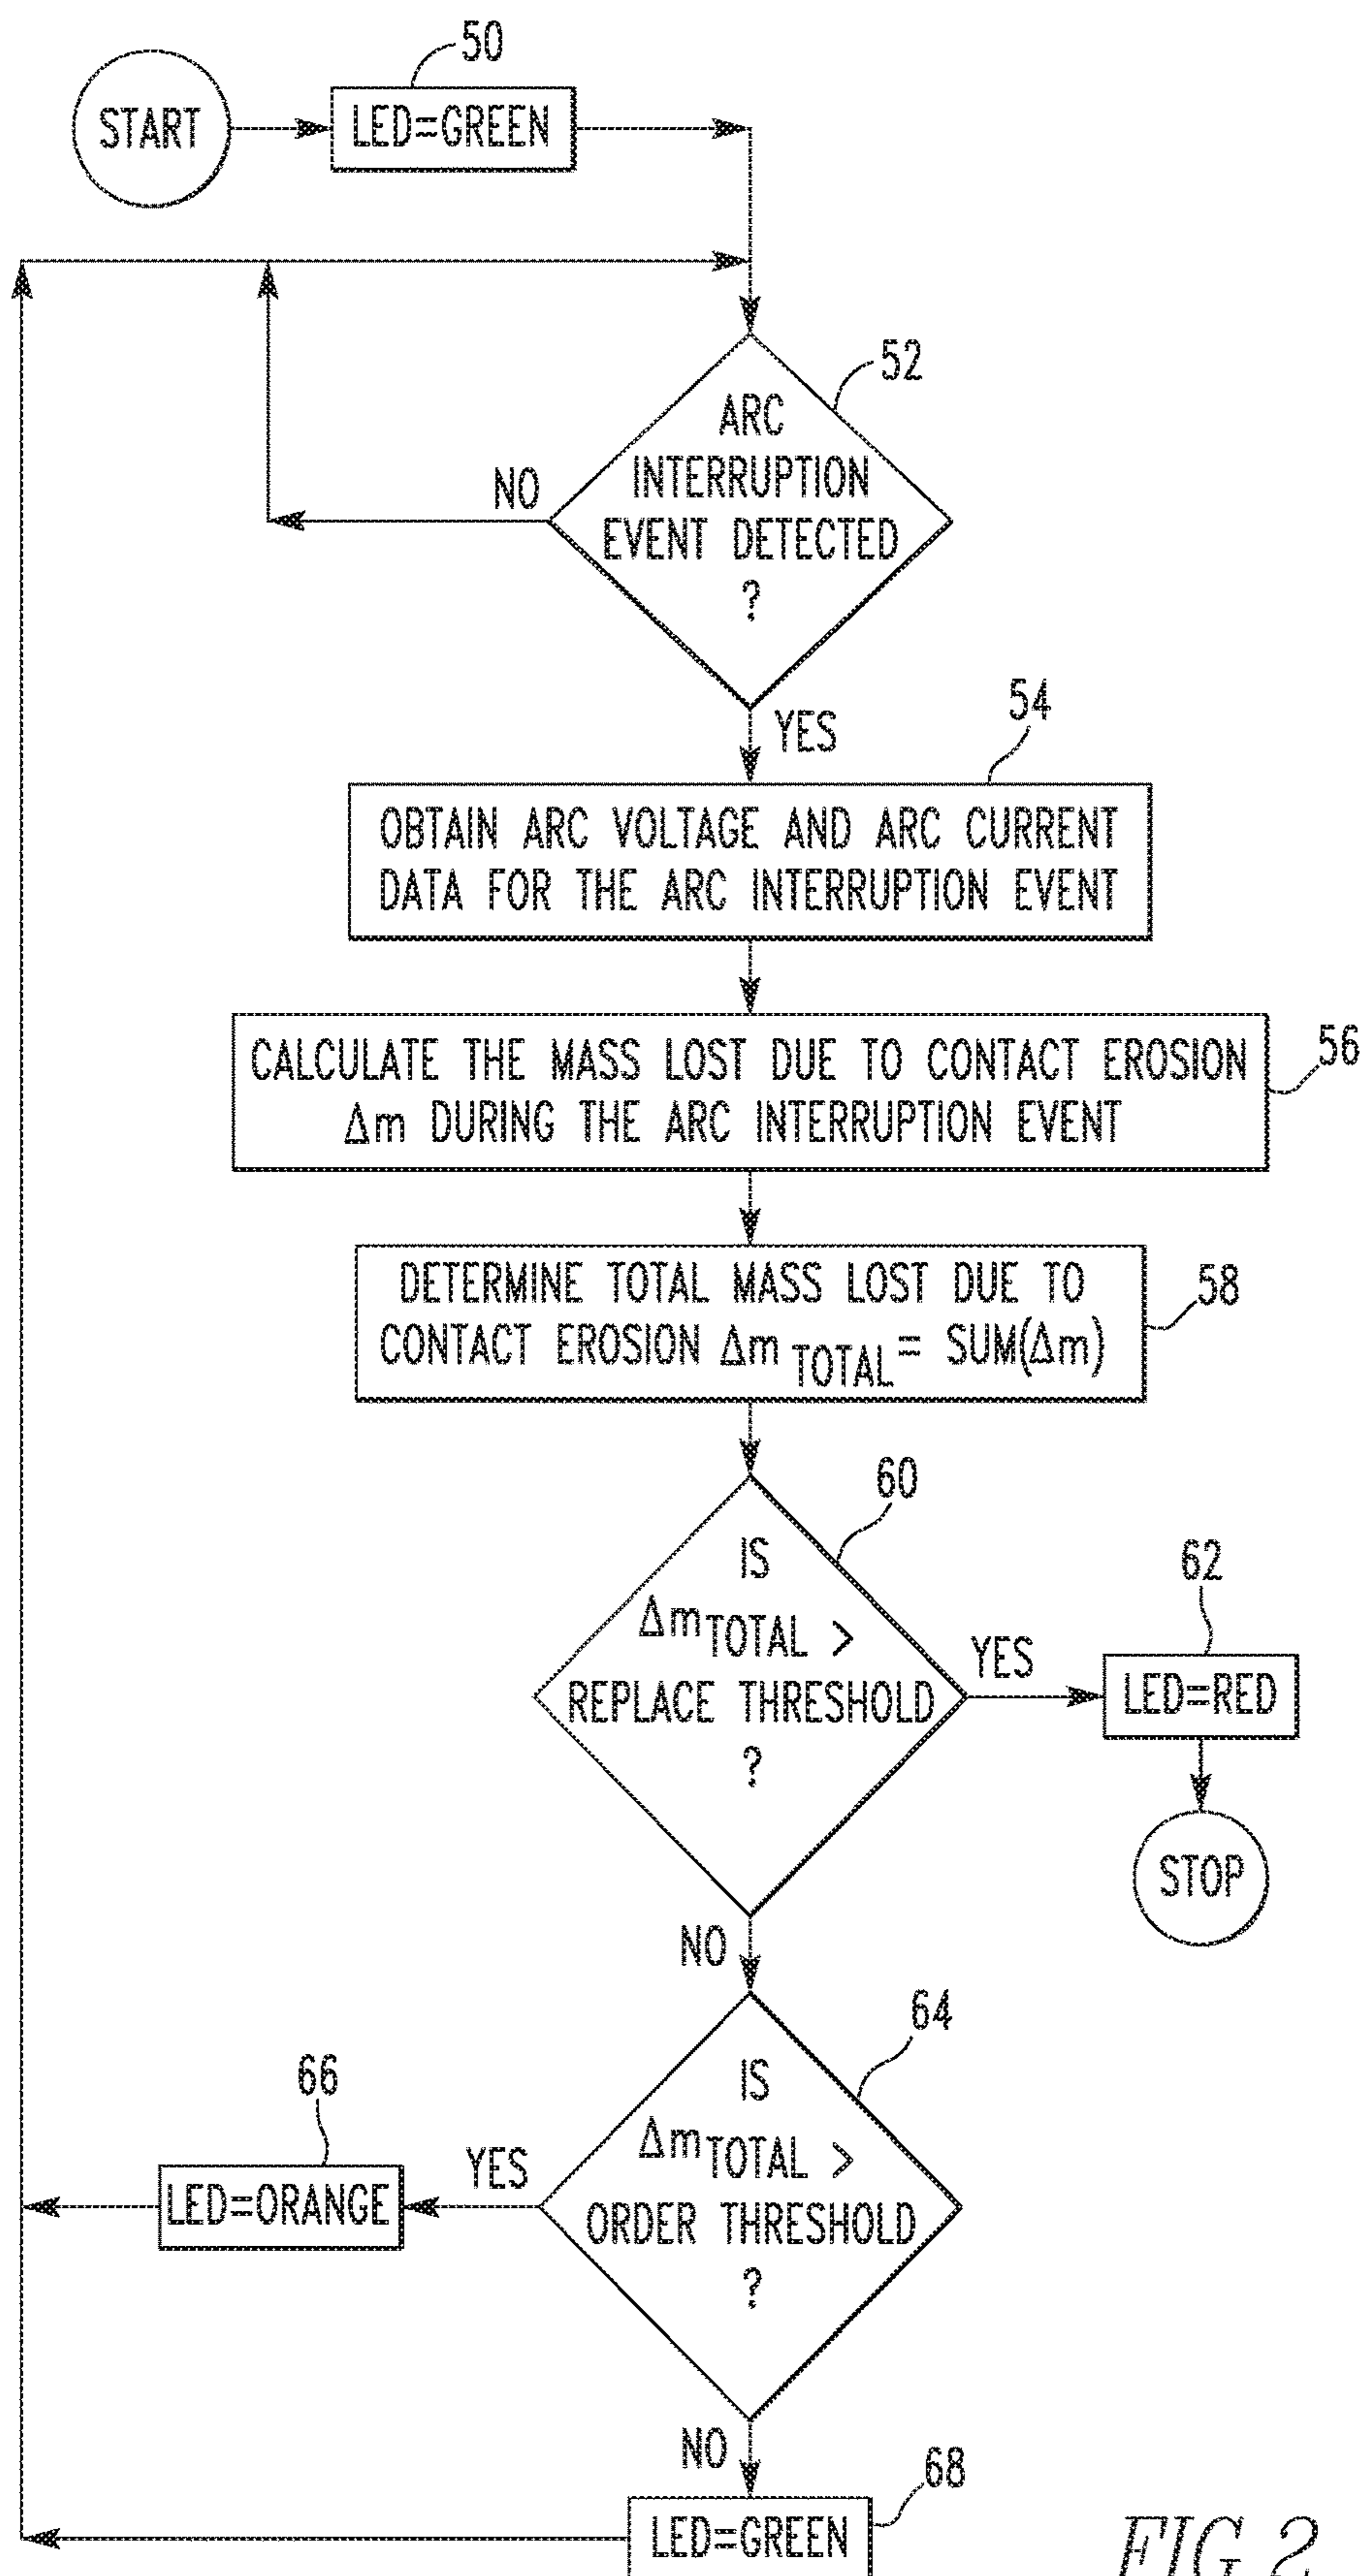 50
START
LED=GREEN
52
ARC
INTERRUPTION
EVENT DETECTED
?
NO
YES
54
OBTAIN ARC VOLTAGE AND ARC CURRENT
DATA FOR THE ARC INTERRUPTION EVENT
56
CALCULATE THE MASS LOST DUE TO CONTACT EROSION
Δm DURING THE ARC INTERRUPTION EVENT
58
DETERMINE TOTAL MASS LOST DUE TO
CONTACT EROSION Δm TOTAL = SUM(Δm)
60
IS
Δm TOTAL >
REPLACE THRESHOLD
?
YES
62
LED=RED
STOP
NO
64
IS
Δm TOTAL >
ORDER THRESHOLD
?
YES
66
LED=ORANGE
NO
68
LED=GREEN
FIG.2